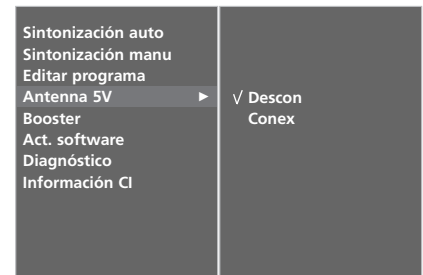 Sintonización auto
Sintonización manu
Editar programa
Antenna 5V ►
Booster
Act. software
Diagnóstico
Información CI
√ Descon
Conex